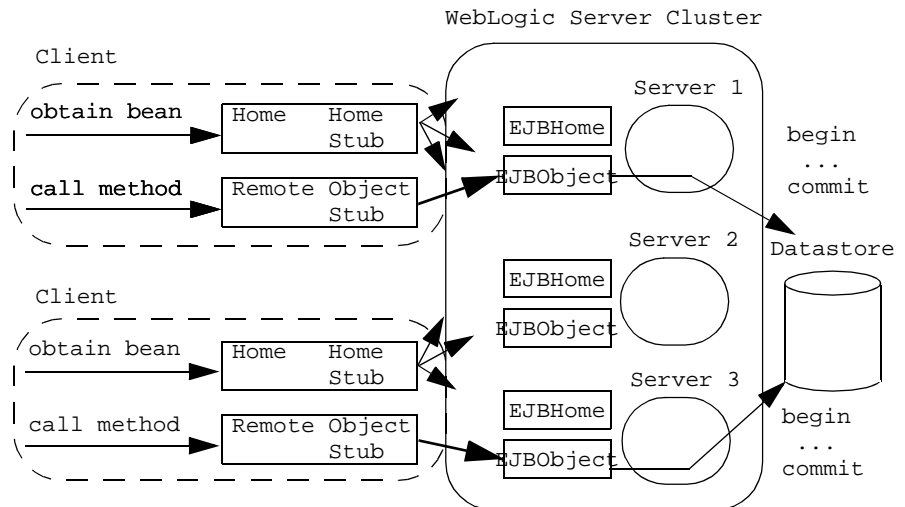 WebLogic Server Cluster
Client
obtain bean
Home Home
Stub
call method
Remote Object
Stub
EJBHome
EJBObject
Server 1
begin
...
commit
Datastore
Server 2
EJBHome
EJBObject
Client
obtain bean
Home Home
Stub
call method
Remote Object
Stub
Server 3
EJBHome
EJBObject
begin
...
commit